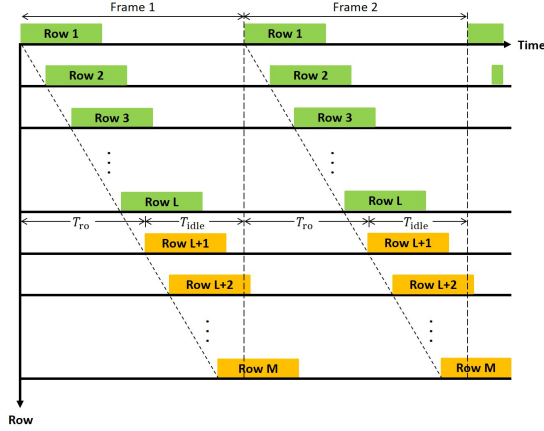 Frame 1 Frame 2
Row 1 Row 1 Time
Row 2 Row 2
Row 3 Row 3
Row L Row L
T_ro T_idle T_ro T_idle
Row L+1 Row L+1
Row L+2 Row L+2
Row M Row M
Row